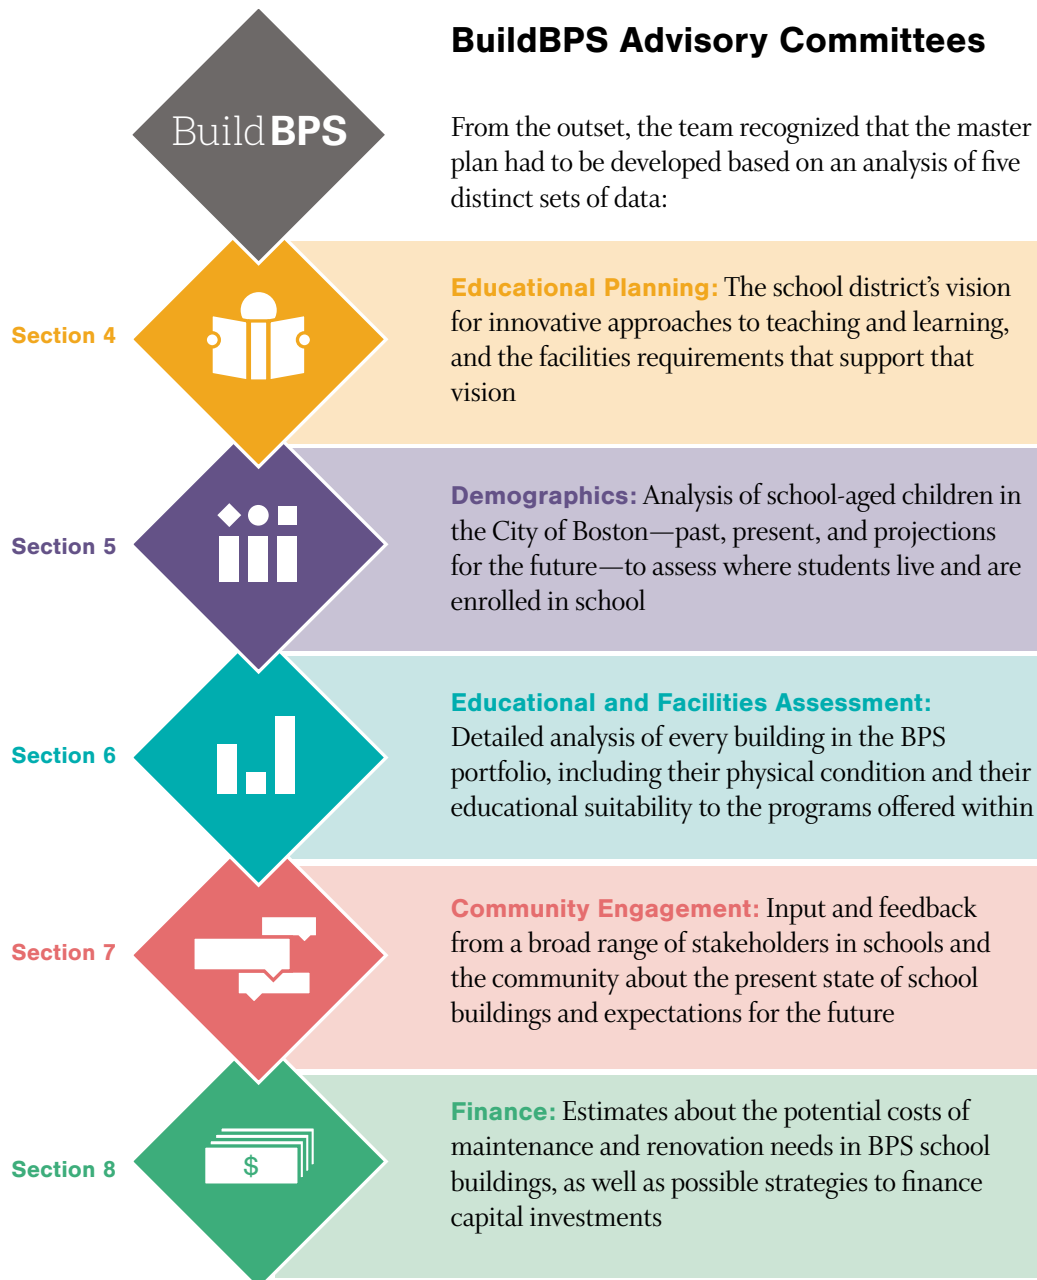 Build BPS
BuildBPS Advisory Committees
From the outset, the team recognized that the master
plan had to be developed based on an analysis of five
distinct sets of data:
Section 4
Educational Planning: The school district’s vision
for innovative approaches to teaching and learning,
and the facilities requirements that support that
vision
Section 5
Demographics: Analysis of school-aged children in
the City of Boston—past, present, and projections
for the future—to assess where students live and are
enrolled in school
Section 6
Educational and Facilities Assessment:
Detailed analysis of every building in the BPS
portfolio, including their physical condition and their
educational suitability to the programs offered within
Section 7
Community Engagement: Input and feedback
from a broad range of stakeholders in schools and
the community about the present state of school
buildings and expectations for the future
Section 8
$
Finance: Estimates about the potential costs of
maintenance and renovation needs in BPS school
buildings, as well as possible strategies to finance
capital investments